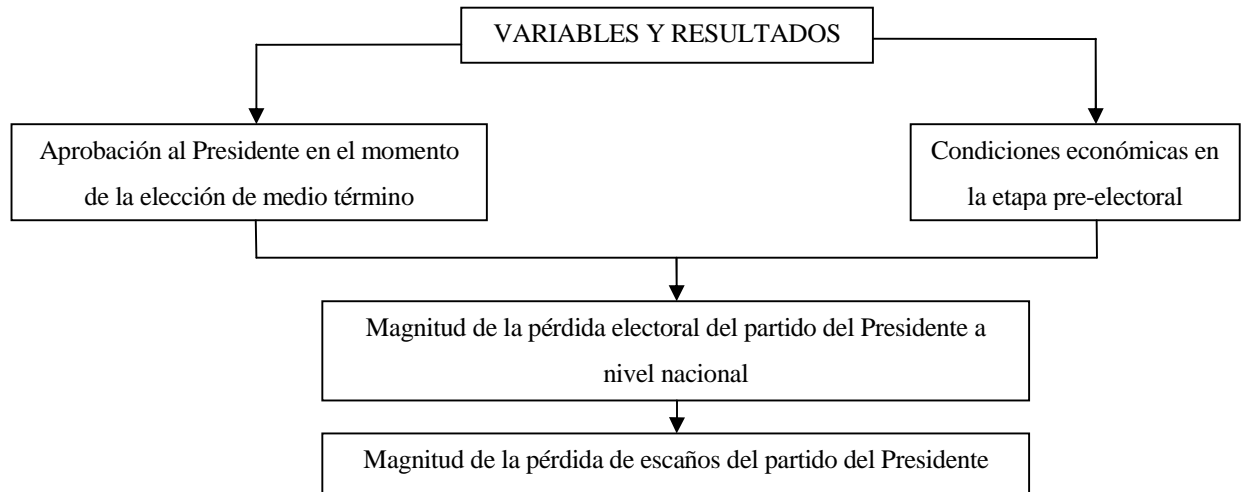 VARIABLES Y RESULTADOS
Aprobación al Presidente en el momento
de la elección de medio término
Condiciones económicas en
la etapa pre-electoral
Magnitud de la pérdida electoral del partido del Presidente a
nivel nacional
Magnitud de la pérdida de escaños del partido del Presidente